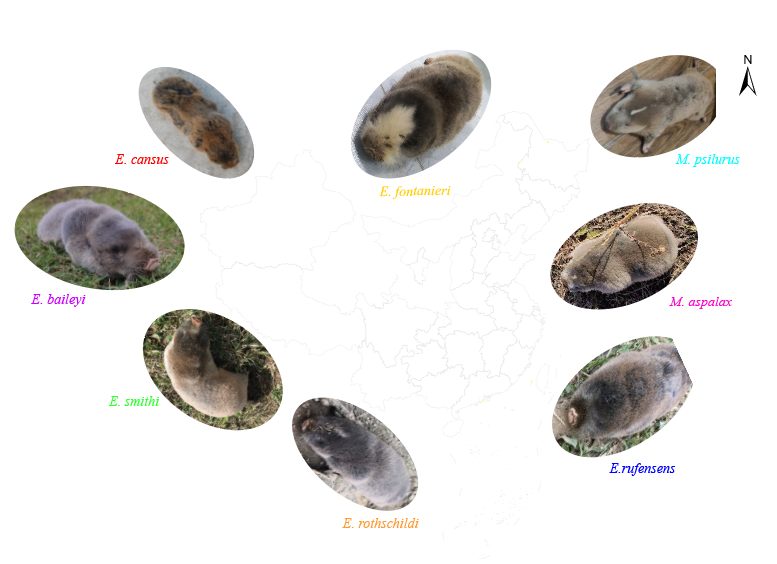 N
E. cansus
E. fontanieri
M. psilurus
E. baileyi
M. aspalax
E. smithi
E.rufensens
E. rothschildi